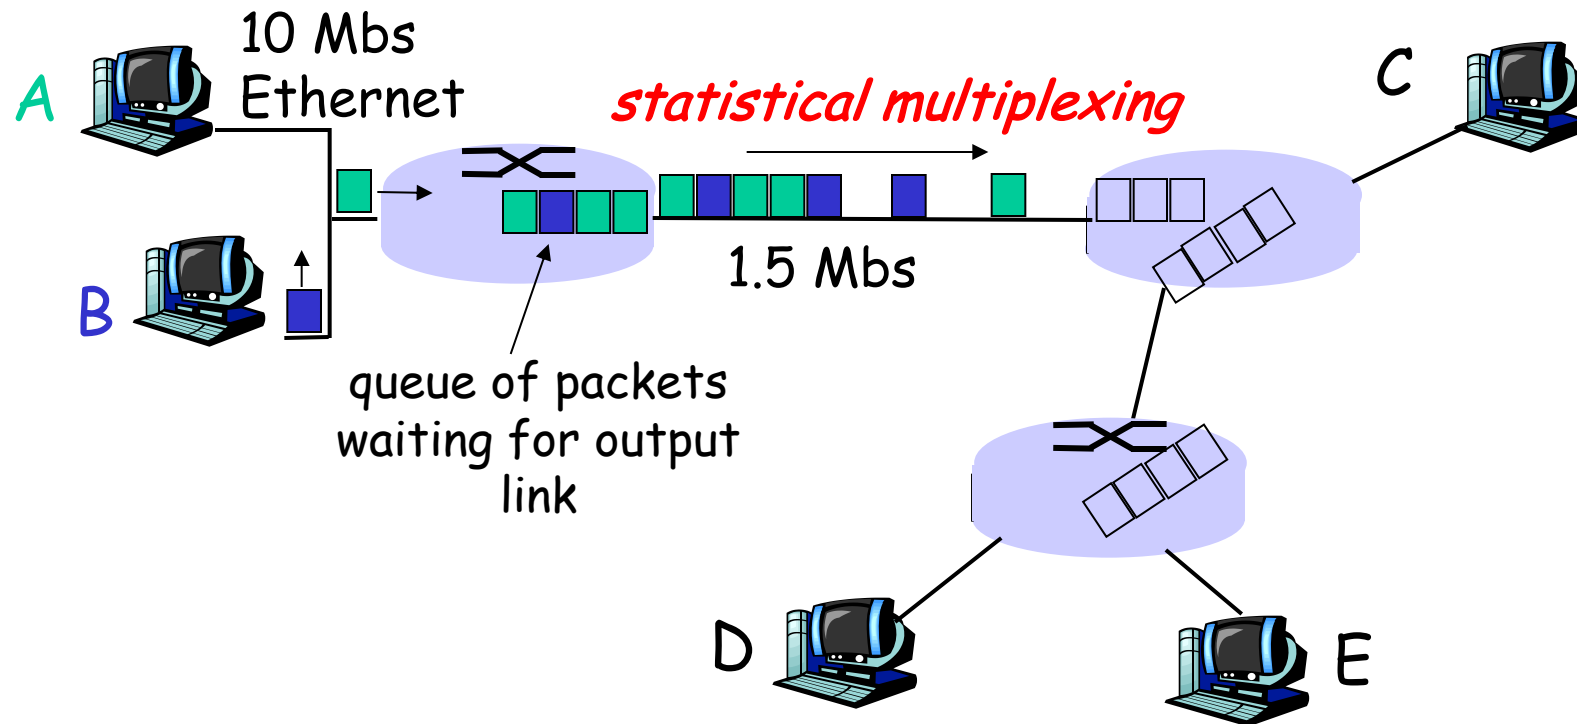 10 Mbs
Ethernet
A
statistical multiplexing
C
B
1.5 Mbs
queue of packets
waiting for output
link
D
E